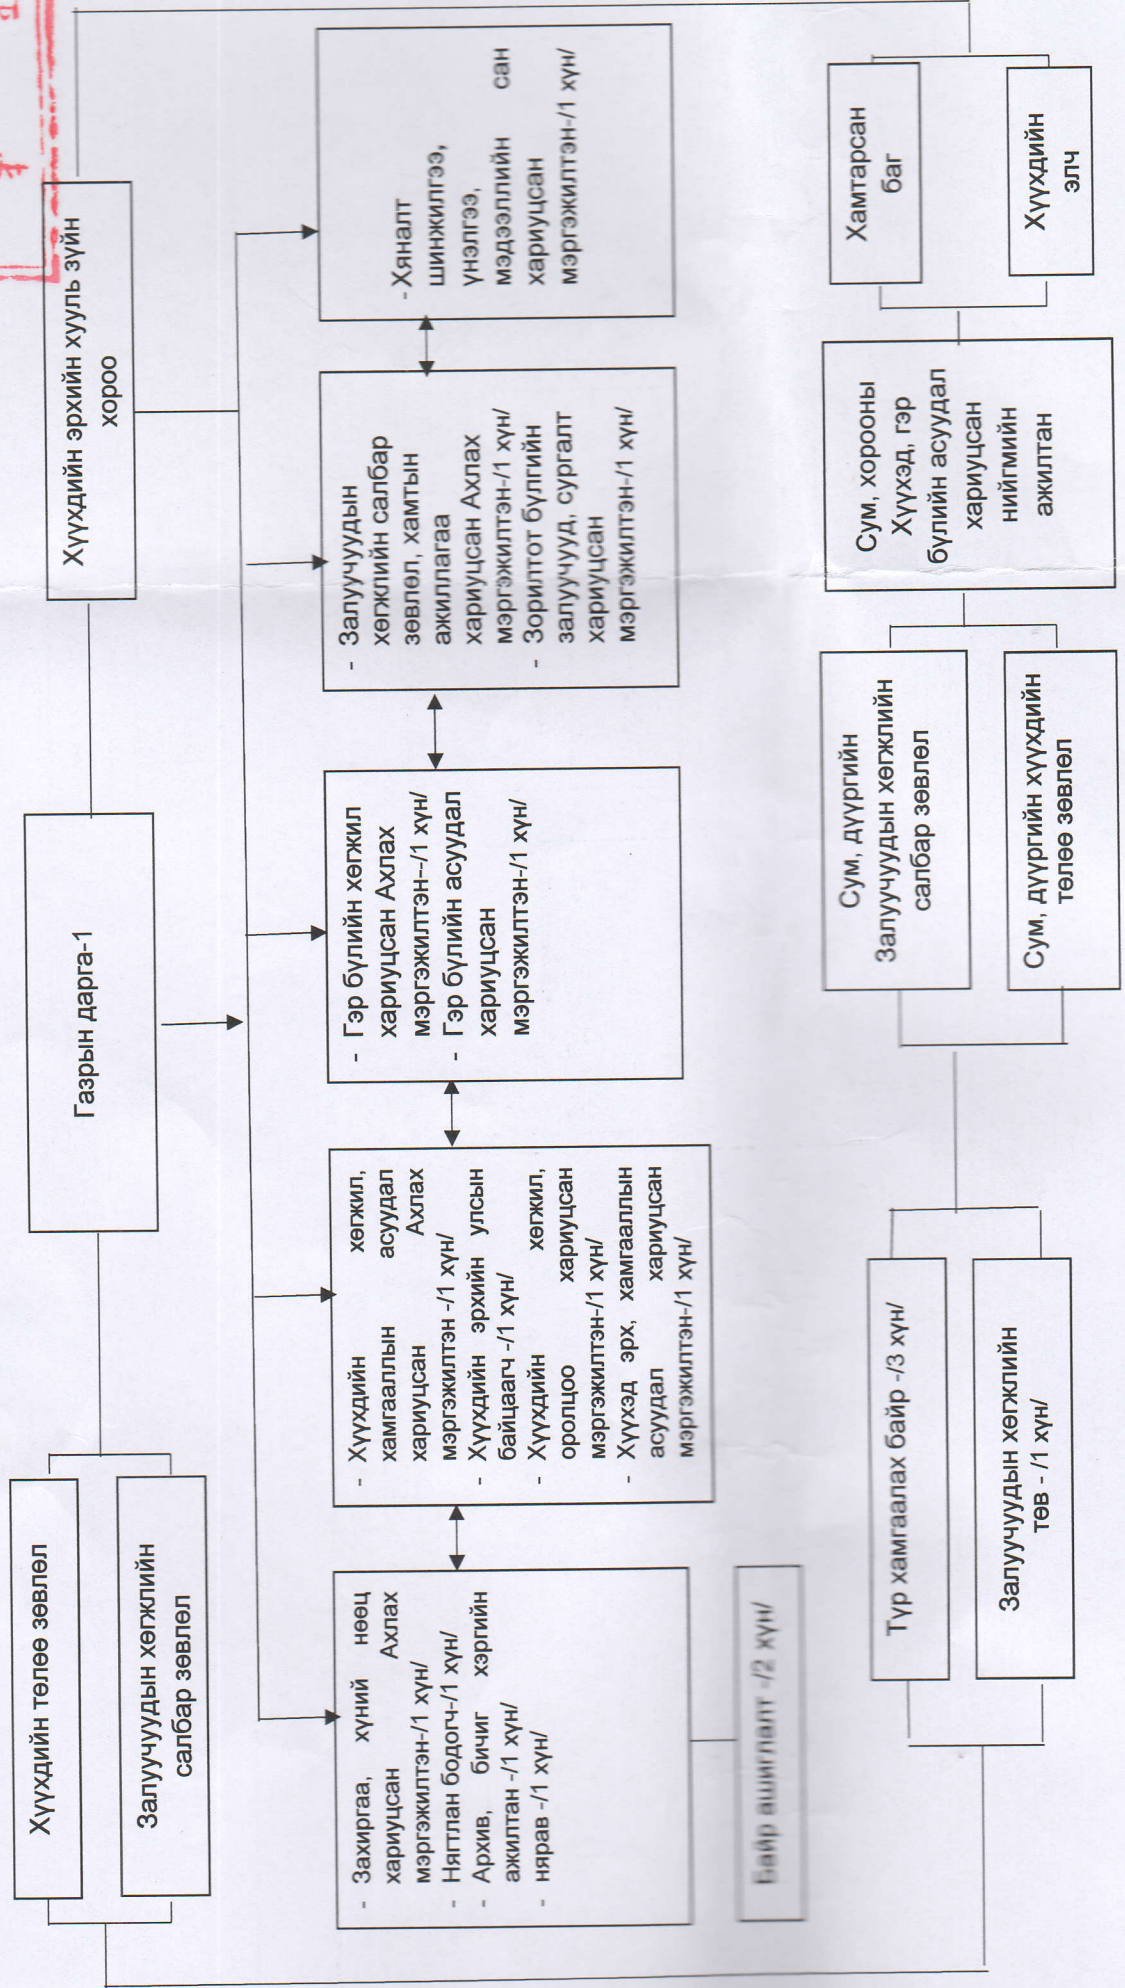 Хүүхдийн төлөө зөвлөл
Залуучуудын хөгжлийн
салбар зөвлөл
Газрын дарга-1
Хүүхдийн эрхийн хууль зүйн
хороо
- Захиргаа, хүний нөөц
хариуцсан Ахлах
мэргэжилтэн-/1 хүн/
- Нягтлан бодогч-/1 хүн/
- Архив, бичиг хэргийн
ажилтан -/1 хүн/
- нярав -/1 хүн/
- Хүүхдийн хөгжил,
хамгааллын асуудал
хариуцсан Ахлах
мэргэжилтэн -/1 хүн/
- Хүүхдийн эрхийн улсын
байцаагч -/1 хүн/
- Хүүхдийн хөгжил,
оролцоо хариуцсан
мэргэжилтэн-/1 хүн/
- Хүүхэд эрх, хамгааллын
асуудал хариуцсан
мэргэжилтэн-/1 хүн/
- Гэр бүлийн хөгжил
хариуцсан Ахлах
мэргэжилтэн--/1 хүн/
- Гэр бүлийн асуудал
хариуцсан
мэргэжилтэн-/1 хүн/
- Залуучуудын
хөгжлийн салбар
зөвлөл, хамтын
ажиллагаа
хариуцсан Ахлах
мэргэжилтэн-/1 хүн/
- Зорилтот бүлгийн
залуучууд, сургалт
хариуцсан
мэргэжилтэн-/1 хүн/
- Хяналт
шинжилгээ,
үнэлгээ,
мэдээллийн сан
хариуцсан
мэргэжилтэн-/1 хүн/
Байр ашиглалт -/2 хүн/
Түр хамгаалах байр -/3 хүн/
Залуучуудын хөгжлийн
төв - /1 хүн/
Сум, дүүргийн
Залуучуудын хөгжлийн
салбар зөвлөл
Сум, дүүргийн хүүхдийн
төлөө зөвлөл
Сум, хорооны
Хүүхэд, гэр
бүлийн асуудал
хариуцсан
нийгмийн
ажилтан
Хамтарсан
баг
Хүүхдийн
элч